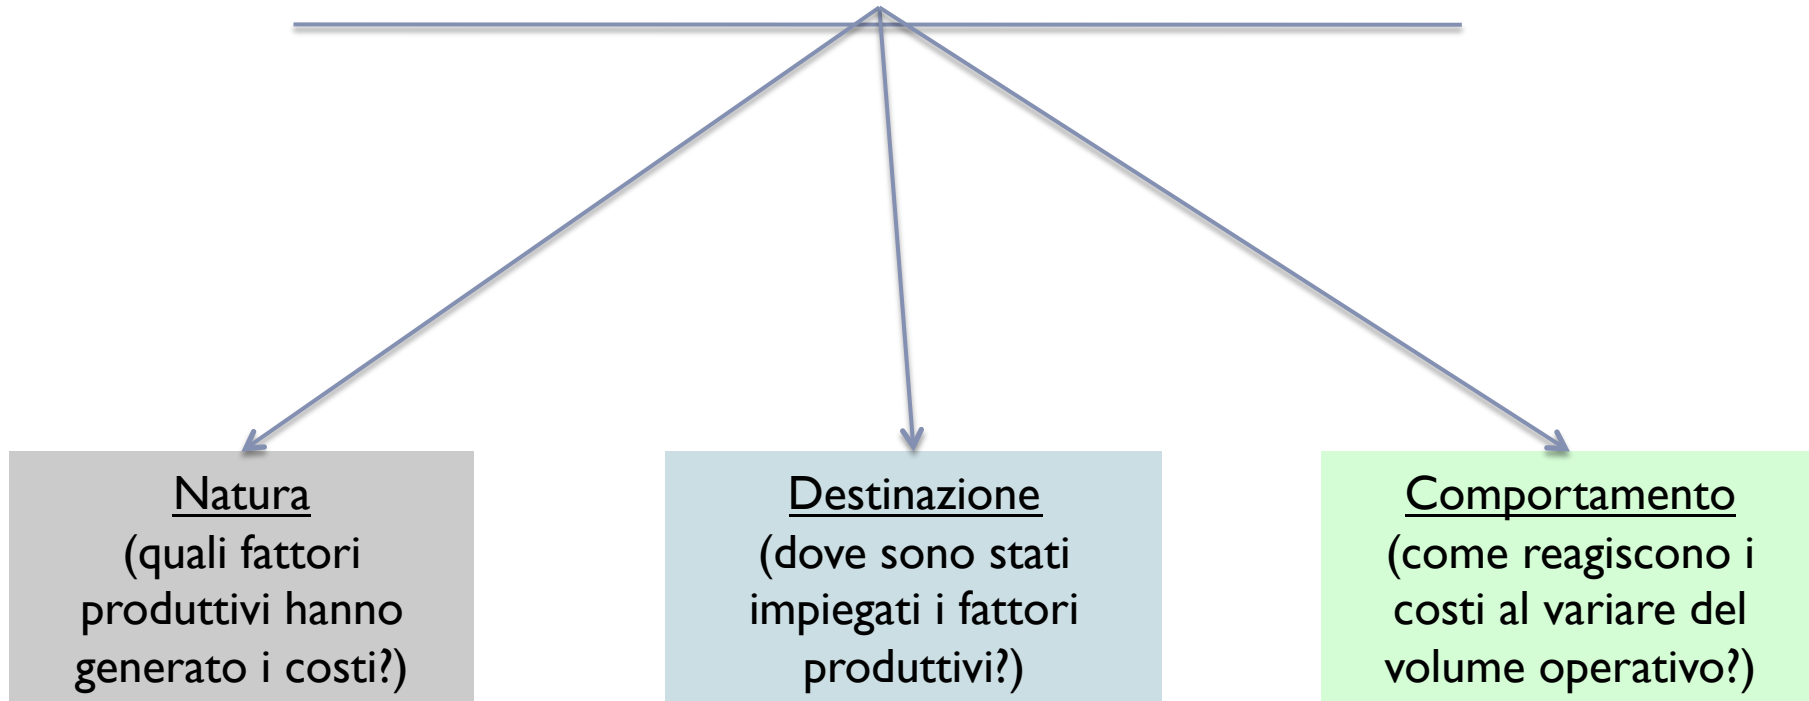 Natura
(quali fattori
produttivi hanno
generato i costi?)
Destinazione
(dove sono stati
impiegati i fattori
produttivi?)
Comportamento
(come reagiscono i
costi al variare del
volume operativo?)